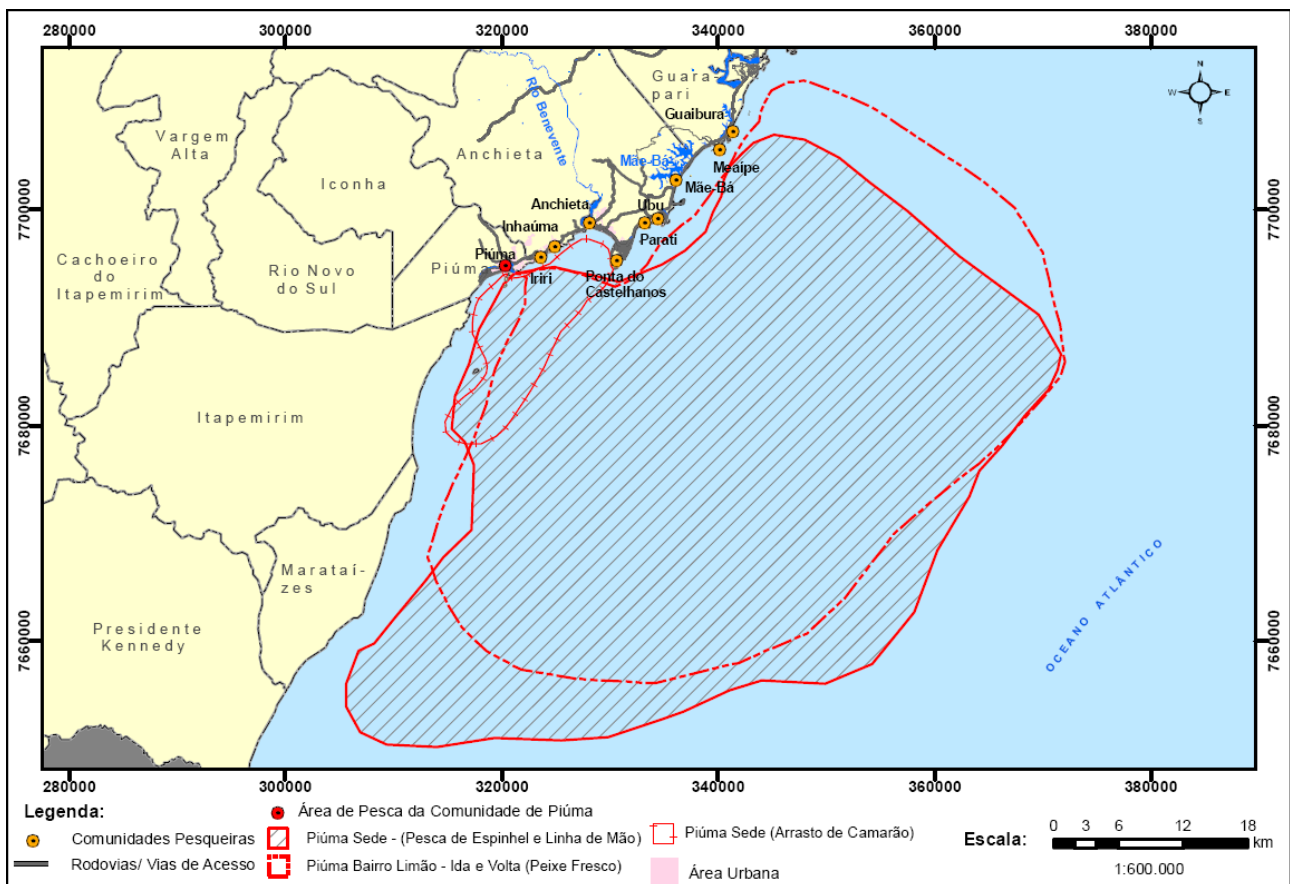 280000 300000 320000 340000 360000 380000
N
W E
S
Guara-
pari
Guaibura
Rio Benevente
Vargem
Alta
Anchieta
Mãe-Bá
Meaípe
Iconha
Mãe-Bá
7700000
7700000
Anchieta
Ubu
Inhaúma
Parati
Piúma
Piúma
Iriri
Ponta do
Castelhanos
Cachoeiro
do
Itapemirim
Rio Novo
do Sul
Itapemirim
7680000
7680000
Marataí-
zes
OCEANO ATLÂNTICO
Presidente
Kennedy
7660000
7660000
280000 300000 320000 340000 360000 380000
Legenda:
Área de Pesca da Comunidade de Piúma
Comunidades Pesqueiras
Piúma Sede - (Pesca de Espinhel e Linha de Mão)
Piúma Sede (Arrasto de Camarão)
Rodovias/ Vias de Acesso
Piúma Bairro Limão - Ida e Volta (Peixe Fresco)
Área Urbana
Escala:
0 3 6 12 18
km
1:600.000